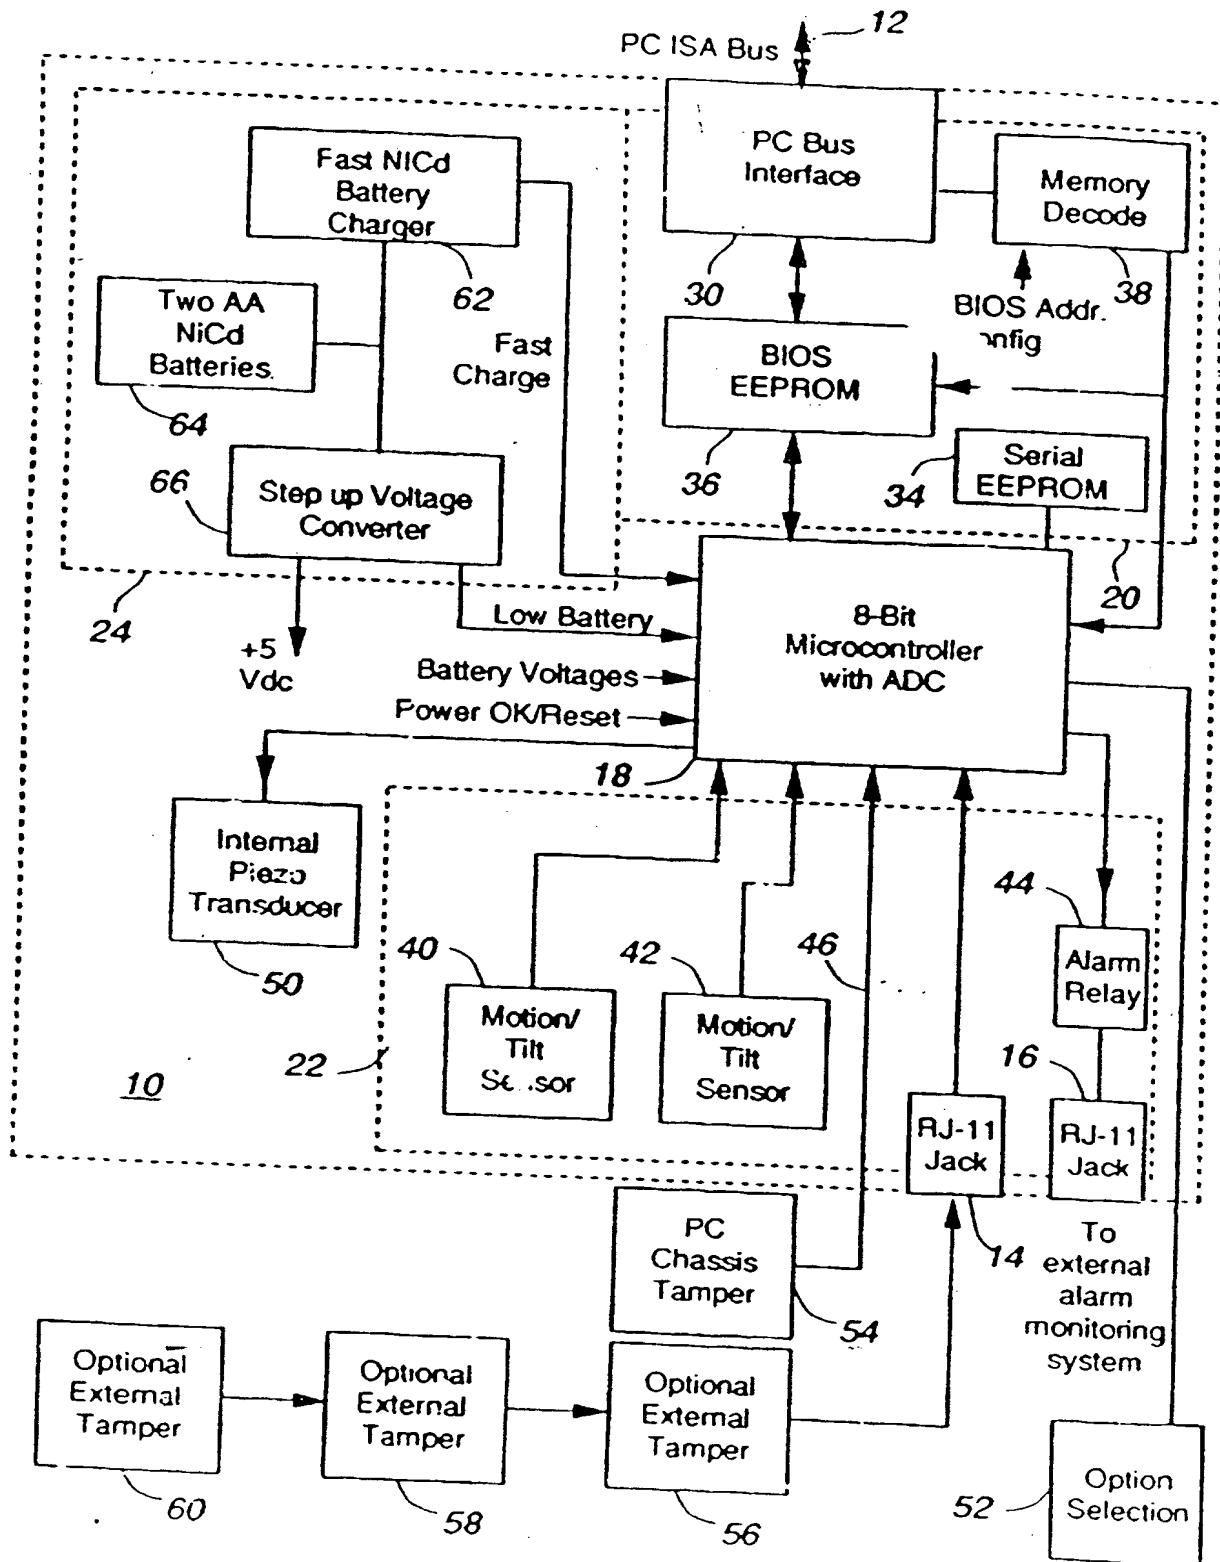 12
PC ISA Bus
PC Bus
Interface
30
Memory
Decode
38
Fast NICd
Battery
Charger
62
Two AA
NiCd
Batteries
64
Fast
Charge
BIOS Addr.
BIOS
EEPROM
36
Serial
EEPROM
34
66
Step up Voltage
Converter
24
+5
Vdc
20
8-Bit
Microcontroller
with ADC
Low Battery
Battery Voltages
Power OK/Reset
18
Internal
Piezo
Transducer
50
40
Motion/
Tilt
42
Motion/
Tilt
Sensor
46
44
Alarm
Relay
16
RJ-11
Jack
RJ-11
Jack
22
10
14
PC
Chassis
Tamper
54
To
external
alarm
monitoring
system
Optional
External
Tamper
60
Optional
External
Tamper
58
Optional
External
Tamper
56
52
Option
Selection